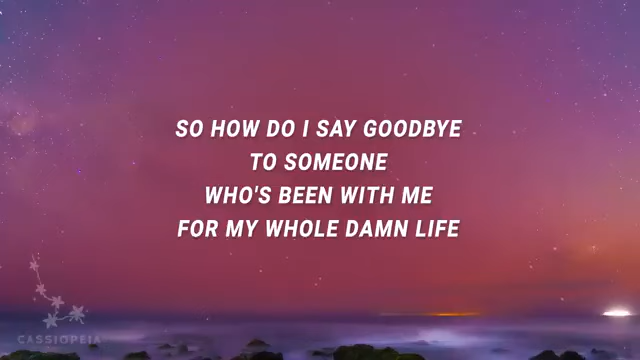 SO HOW DO I SAY GOODBYE
TO SOMEONE
WHO'S BEEN WITH ME
FOR MY WHOLE DAMN LIFE
CASSIOPEIA